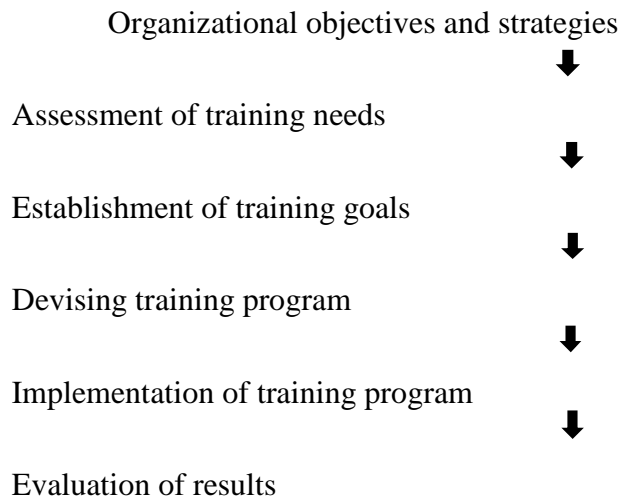 Organizational objectives and strategies
Assessment of training needs
Establishment of training goals
Devising training program
Implementation of training program
Evaluation of results